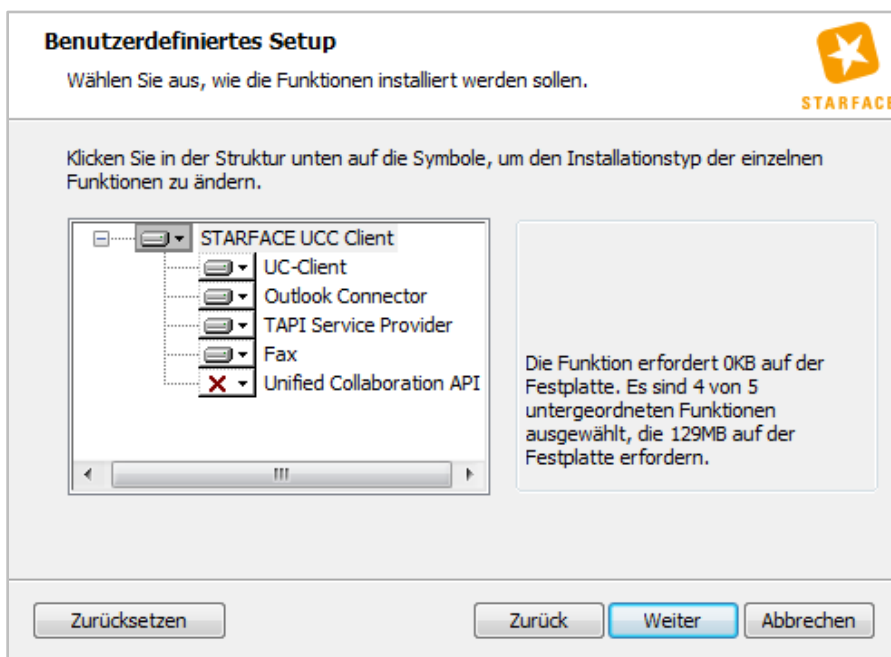 Benutzerdefiniertes Setup
Wählen Sie aus, wie die Funktionen installiert werden sollen.
STARFACE
Klicken Sie in der Struktur unten auf die Symbole, um den Installationstyp der einzelnen
Funktionen zu ändern.
STARFACE UCC Client
UC-Client
Outlook Connector
TAPI Service Provider
Fax
Unified Collaboration API
Die Funktion erfordert 0KB auf der
Festplatte. Es sind 4 von 5
untergeordneten Funktionen
ausgewählt, die 129MB auf der
Festplatte erfordern.
Zurücksetzen
Zurück
Weiter
Abbrechen